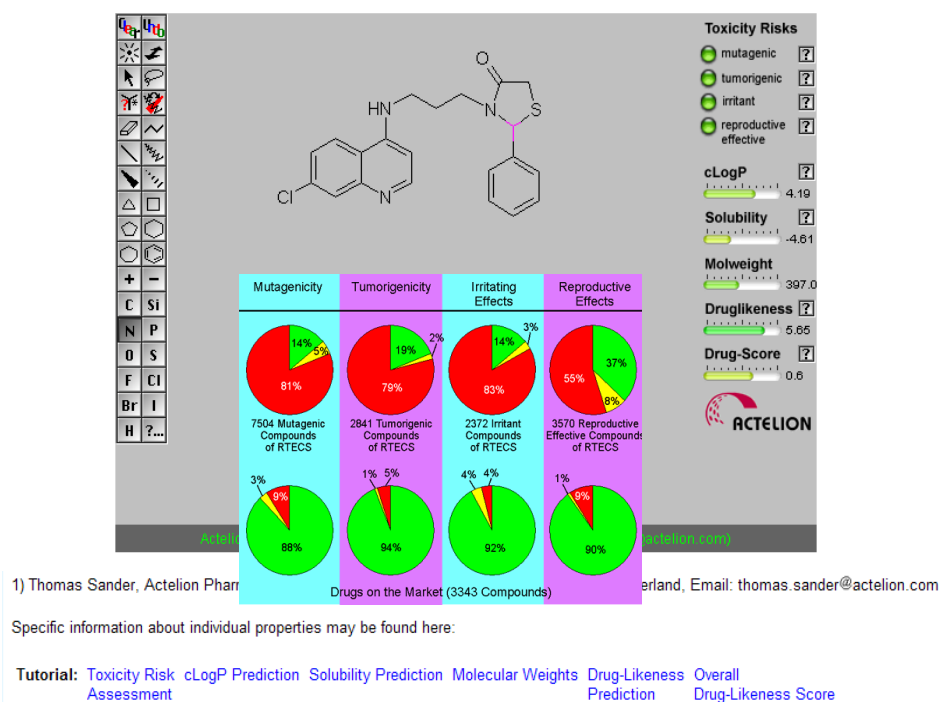 Clear Undo
Toxicity Risks
mutagenic ?
tumorigenic ?
irritant ?
reproductive ?
effective
cLogP ?
4.19
Solubility ?
-4.61
Molweight
397.0
Druglikeness ?
5.65
Drug-Score ?
0.6
ACTELION
O
HN
N
S
Cl
N
+ −
C Si
N P
O S
F Cl
Br I
H ?...
Mutagenicity Tumorigenicity Irritating Reproductive
Effects Effects
14% 5% 81%
19% 2% 79%
14% 3% 83%
37% 8% 55%
7504 Mutagenic
Compounds
of RTECS
2841 Tumorigenic
Compounds
of RTECS
2372 Irritant
Compounds
of RTECS
3570 Reproductive
Effective Compounds
of RTECS
3% 9% 88%
1% 5% 94%
4% 4% 92%
1% 9% 90%
Drugs on the Market (3343 Compounds)
actelion.com)
1) Thomas Sander, Actelion
Email: thomas.sander@actelion.com
Specific information about individual properties may be found here:
Tutorial: Toxicity Risk cLogP Prediction Solubility Prediction Molecular Weights Drug-Likeness Overall
Assessment Prediction Drug-Likeness Score